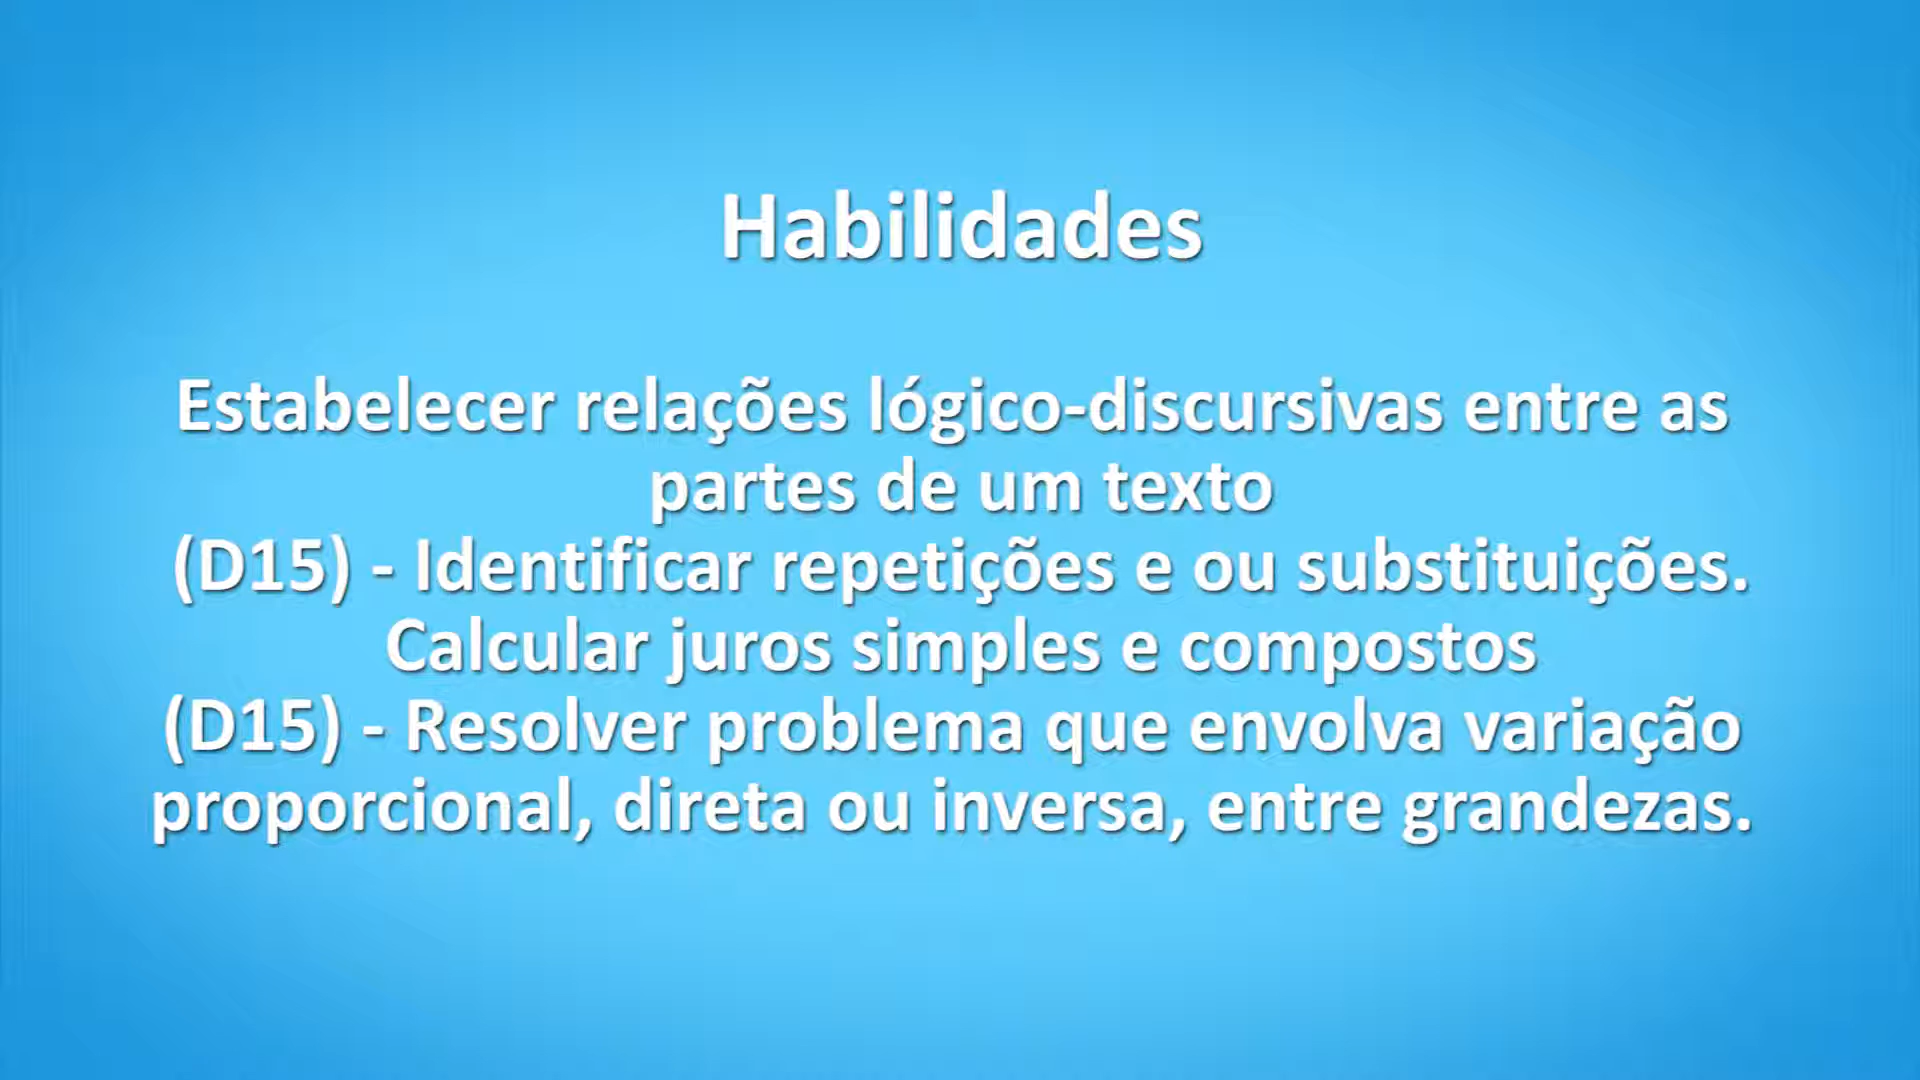 Habilidades
Estabelecer relações lógico-discursivas entre as
partes de um texto
(D15) - Identificar repetições e ou substituições.
Calcular juros simples e compostos
(D15) - Resolver problema que envolva variação
proporcional, direta ou inversa, entre grandezas.